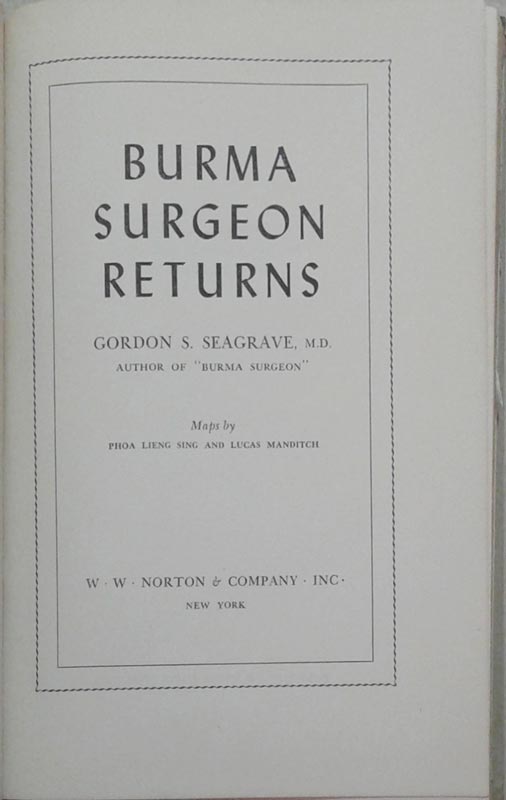 BURMA
SURGEON
RETURNS
GORDON S. SEAGRAVE, M.D.
AUTHOR OF "BURMA SURGEON"
Maps by
PHOA LIENG SING AND LUCAS MANDITCH
W · W · NORTON & COMPANY · INC·
NEW YORK